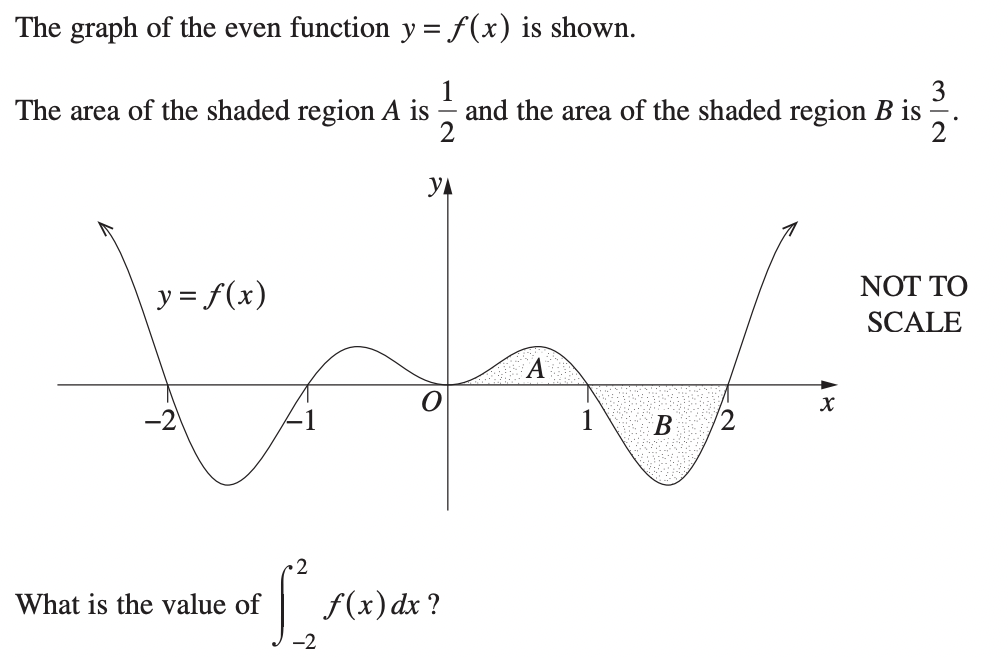 The graph of the even function y = f(x) is shown.
The area of the shaded region A is 1/2 and the area of the shaded region B is 3/2.
y
y = f(x)
NOT TO
SCALE
A
O
x
−2
−1
1
B
2
What is the value of ∫_{−2}^{2} f(x) dx ?